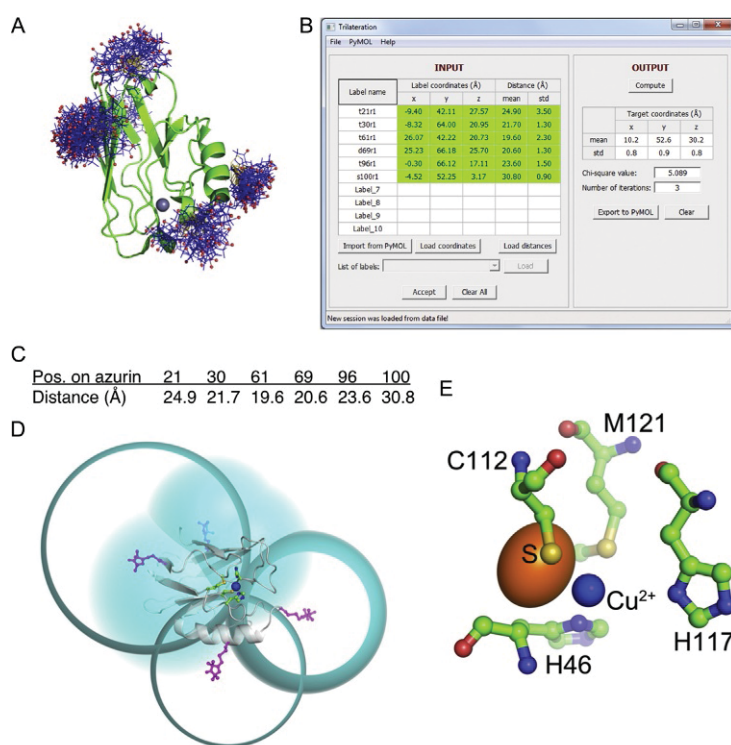 A
B
Trilateration
File PyMOL Help
INPUT
Label name Label coordinates (Å) Distance (Å)
x y z mean std
t21r1 -9.40 42.11 27.57 24.90 3.50
t30r1 -8.32 64.00 20.95 21.70 1.30
t61r1 26.07 42.22 20.73 19.60 2.30
d69r1 25.23 66.18 25.70 20.60 1.30
t96r1 -0.30 66.12 17.11 23.60 1.50
s100r1 -4.52 52.25 3.17 30.80 0.90
Label_7
Label_8
Label_9
Label_10
Import from PyMOL Load coordinates Load distances
List of labels: Load
Accept Clear All
New session was loaded from data file!
OUTPUT
Compute
Target coordinates (Å)
x y z
mean 10.2 52.6 30.2
std 0.8 0.9 0.8
Chi-square value: 5.089
Number of iterations: 3
Export to PyMOL Clear
C
Pos. on azurin 21 30 61 69 96 100
Distance (Å) 24.9 21.7 19.6 20.6 23.6 30.8
D
E
M121
C112
S
Cu²⁺
H117
H46